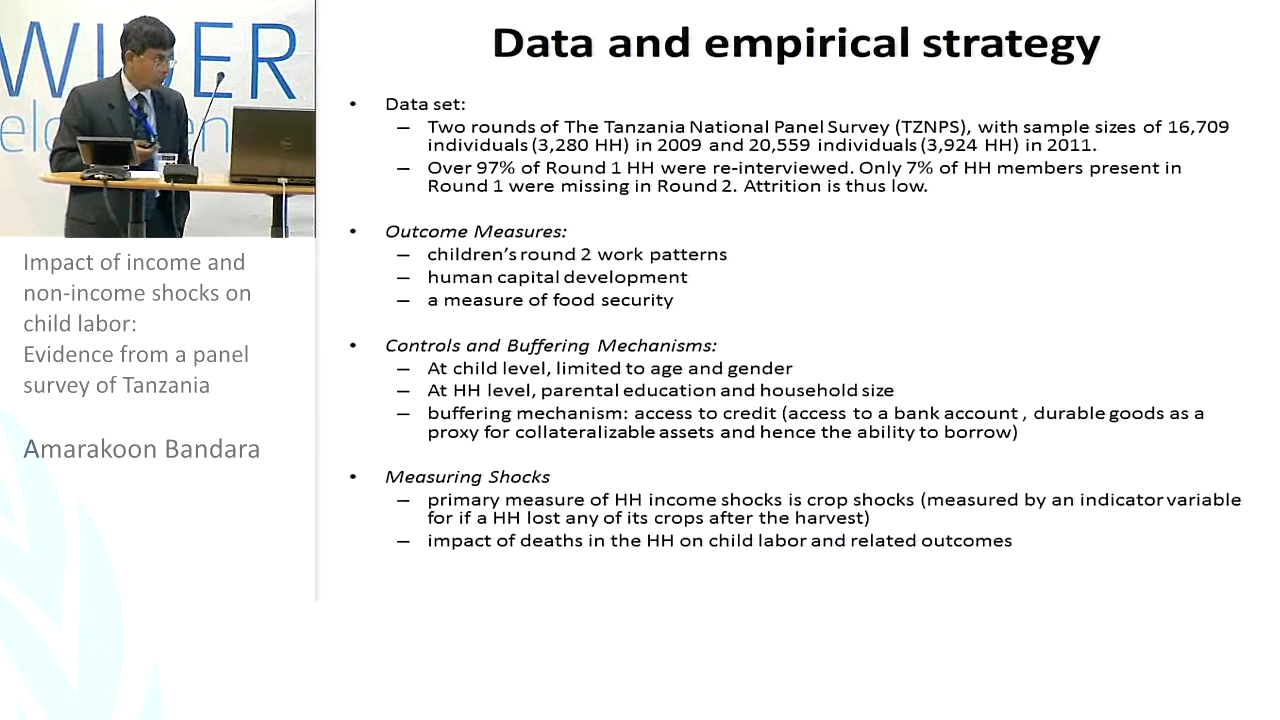 WIDER
Data and empirical strategy
• Data set:
– Two rounds of The Tanzania National Panel Survey (TZNPS), with sample sizes of 16,709
individuals (3,280 HH) in 2009 and 20,559 individuals (3,924 HH) in 2011.
– Over 97% of Round 1 HH were re-interviewed. Only 7% of HH members present in
Round 1 were missing in Round 2. Attrition is thus low.
• Outcome Measures:
– children's round 2 work patterns
– human capital development
– a measure of food security
• Controls and Buffering Mechanisms:
– At child level, limited to age and gender
– At HH level, parental education and household size
– buffering mechanism: access to credit (access to a bank account , durable goods as a
proxy for collateralizable assets and hence the ability to borrow)
• Measuring Shocks
– primary measure of HH income shocks is crop shocks (measured by an indicator variable
for if a HH lost any of its crops after the harvest)
– impact of deaths in the HH on child labor and related outcomes
Impact of income and
non-income shocks on
child labor:
Evidence from a panel
survey of Tanzania
Amarakoon Bandara